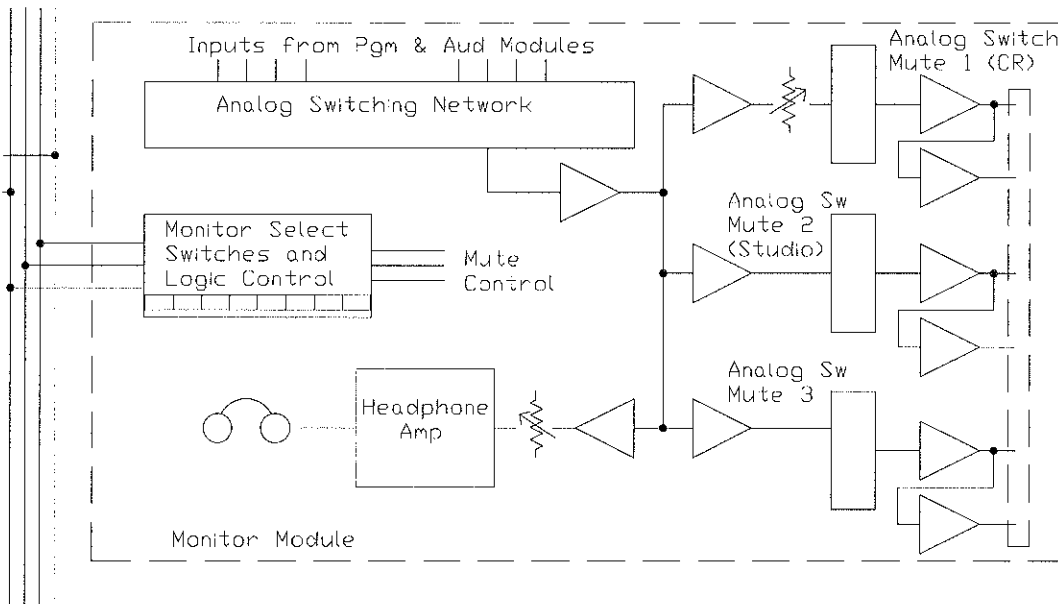 Inputs from Pgm & Aud Modules
Analog Switching Network
Analog Switch
Mute 1 (CR)
Monitor Select
Switches and
Logic Control
Mute
Control
Analog Sw
Mute 2
(Studio)
Headphone
Amp
Analog Sw
Mute 3
Monitor Module